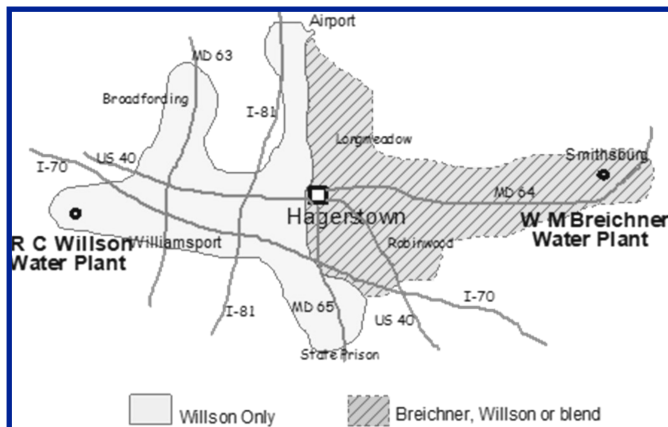 Airport
MD 63
Broadfording
I-81
Longmeadow
Smithsburg
US 40
I-70
MD 64
Hagerstown
W M Breichner
Water Plant
R C Willson
Water Plant
Williamsport
Robinwood
I-70
MD 65
I-81
US 40
State Prison
Willson Only
Breichner, Willson or blend